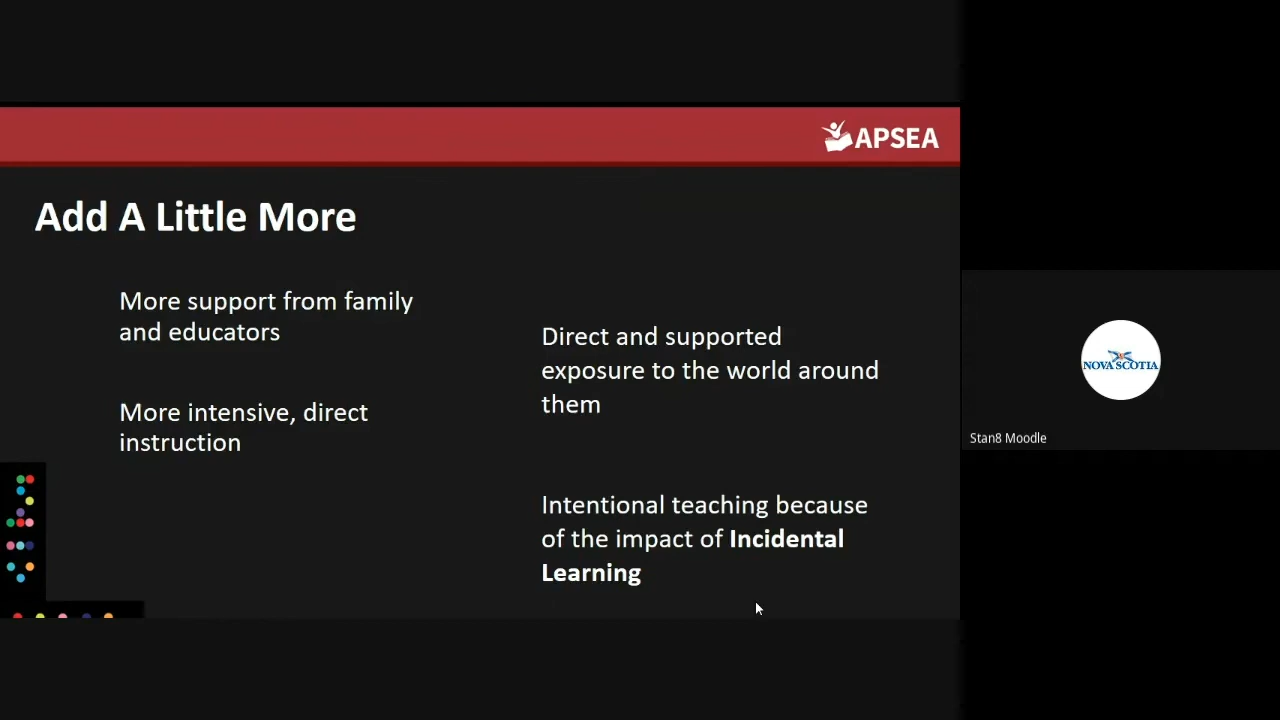 APSEA
Add A Little More
More support from family
and educators
More intensive, direct
instruction
Direct and supported
exposure to the world around
them
Intentional teaching because
of the impact of Incidental
Learning
NOVA SCOTIA
Stan8 Moodle